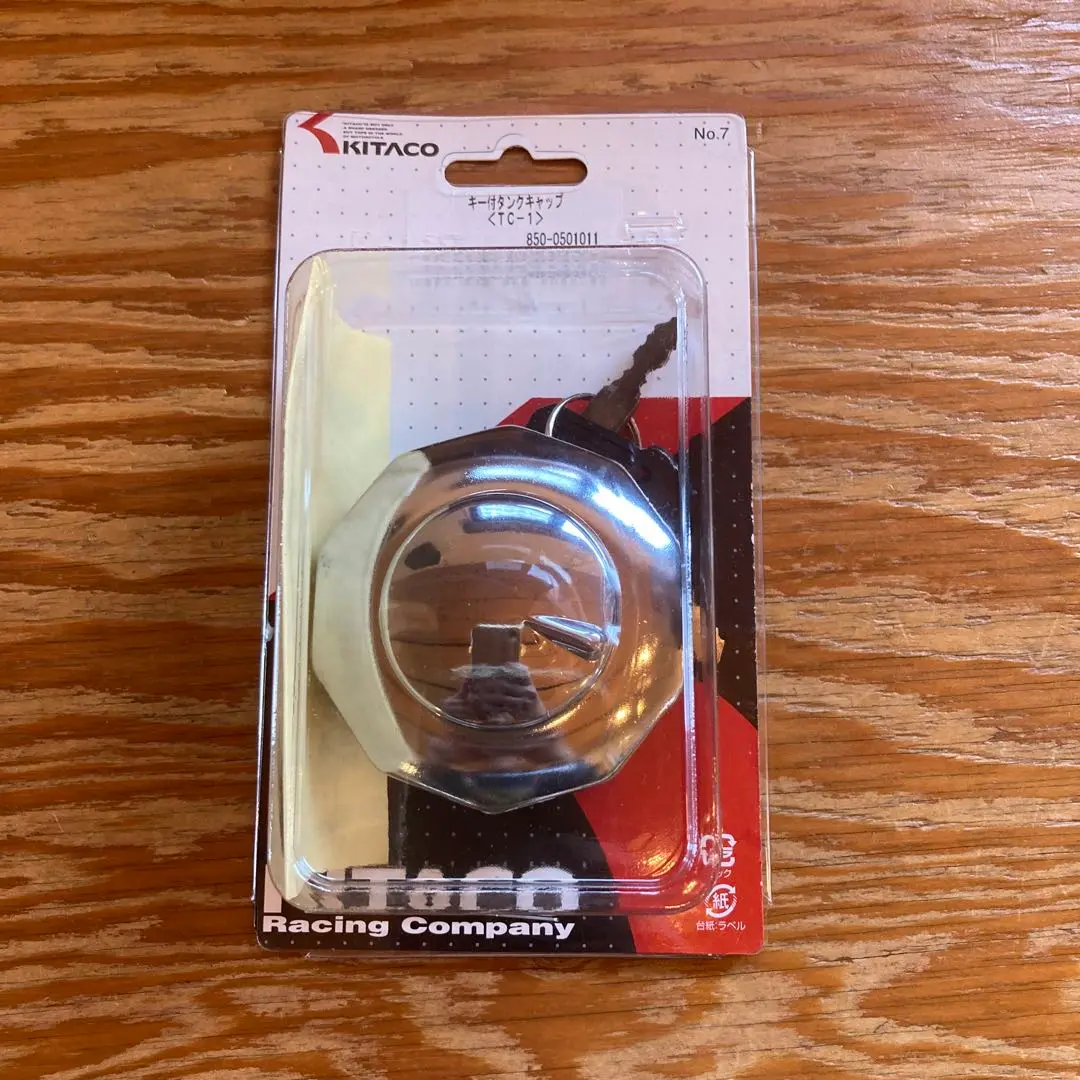 KITACO
No.7
キー付タンクキャップ
<TC-1>
850-0501011
KITACO
Racing Company
紙
台紙:ラベル